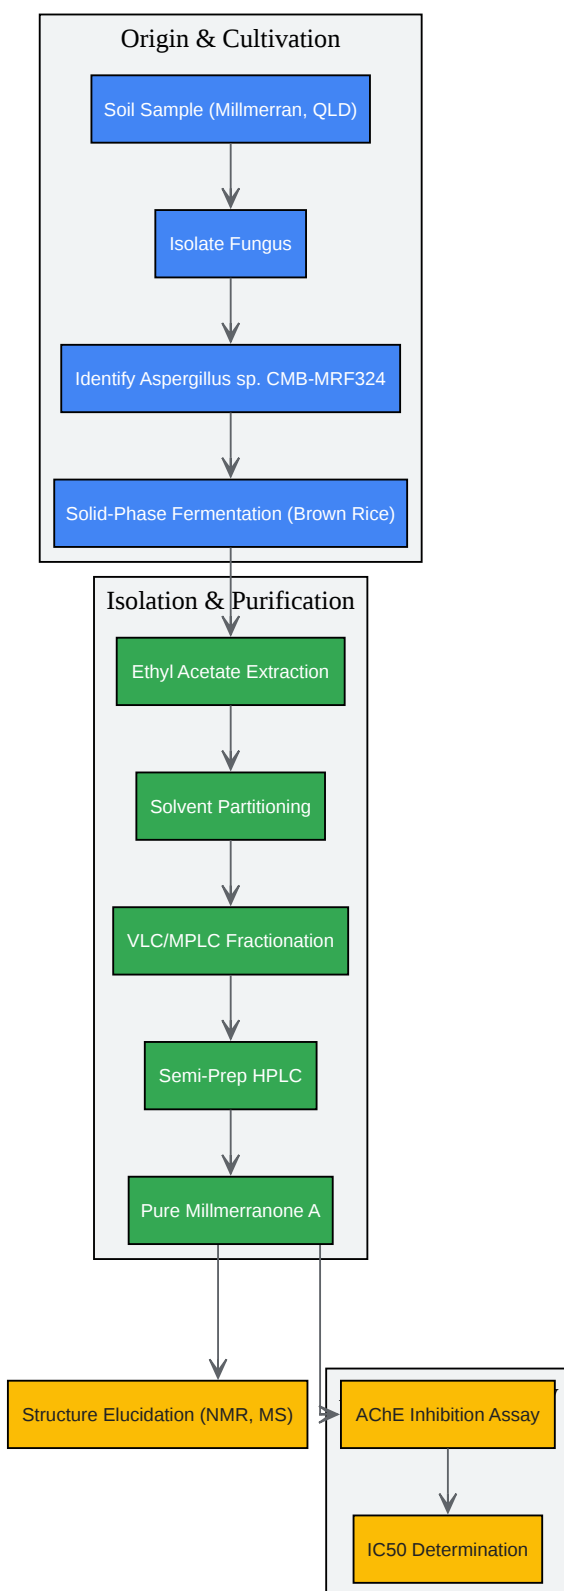 Origin & Cultivation
Soil Sample (Millmerran, QLD)
Isolate Fungus
Identify Aspergillus sp. CMB-MRF324
Solid-Phase Fermentation (Brown Rice)
Isolation & Purification
Ethyl Acetate Extraction
Solvent Partitioning
VLC/MPLC Fractionation
Semi-Prep HPLC
Pure Millmerranone A
Structure Elucidation (NMR, MS)
AChE Inhibition Assay
IC50 Determination